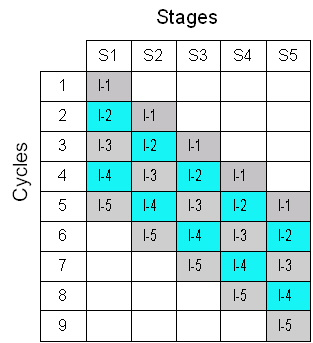 Stages
S1 S2 S3 S4 S5
Cycles
1 I-1
2 I-2 I-1
3 I-3 I-2 I-1
4 I-4 I-3 I-2 I-1
5 I-5 I-4 I-3 I-2 I-1
6 I-5 I-4 I-3 I-2
7 I-5 I-4 I-3
8 I-5 I-4
9 I-5